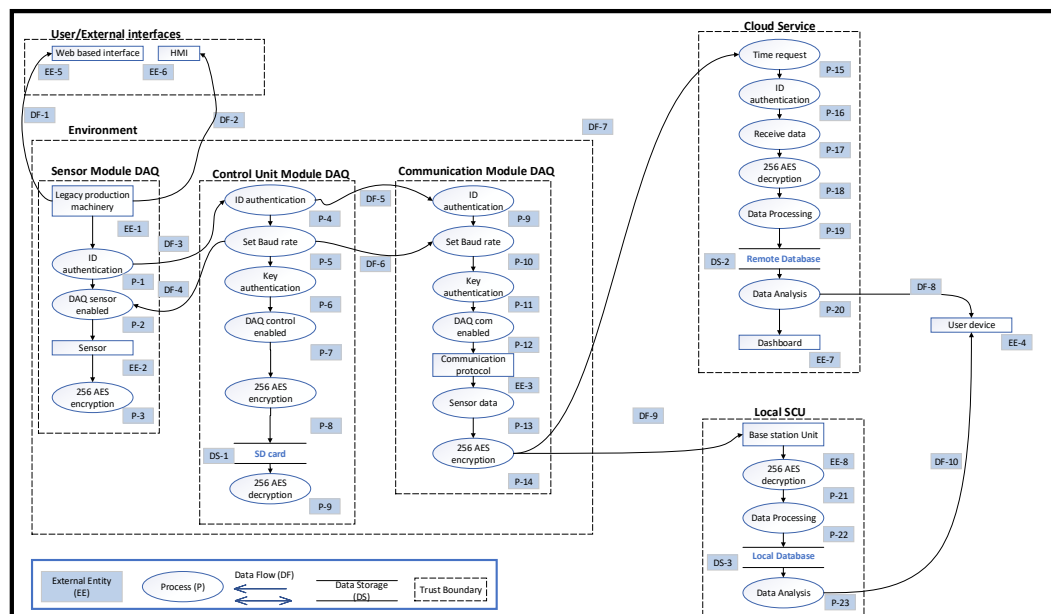 User/External interfaces
Web based interface
HMI
EE-5
EE-6
DF-1
DF-2
DF-7
Environment
Sensor Module DAQ
Legacy production
machinery
EE-1
DF-3
ID
authentication
P-1
DF-4
DAQ sensor
enabled
P-2
Sensor
EE-2
256 AES
encryption
P-3
Control Unit Module DAQ
ID authentication
P-4
DF-5
Set Baud rate
P-5
DF-6
Key
authentication
P-6
DAQ control
enabled
P-7
256 AES
encryption
P-8
DS-1
SD card
256 AES
decryption
P-9
Communication Module DAQ
ID
authentication
P-9
Set Baud rate
P-10
Key
authentication
P-11
DAQ com
enabled
P-12
Communication
protocol
EE-3
Sensor data
P-13
256 AES
encryption
P-14
Cloud Service
Time request
P-15
ID
authentication
P-16
Receive data
P-17
256 AES
decryption
P-18
Data Processing
P-19
DS-2
Remote Database
Data Analysis
P-20
Dashboard
EE-7
DF-8
User device
EE-4
DF-9
Local SCU
Base station Unit
EE-8
DF-10
256 AES
decryption
P-21
Data Processing
P-22
DS-3
Local Database
Data Analysis
P-23
External Entity
(EE)
Process (P)
Data Flow (DF)
Data Storage
(DS)
Trust Boundary